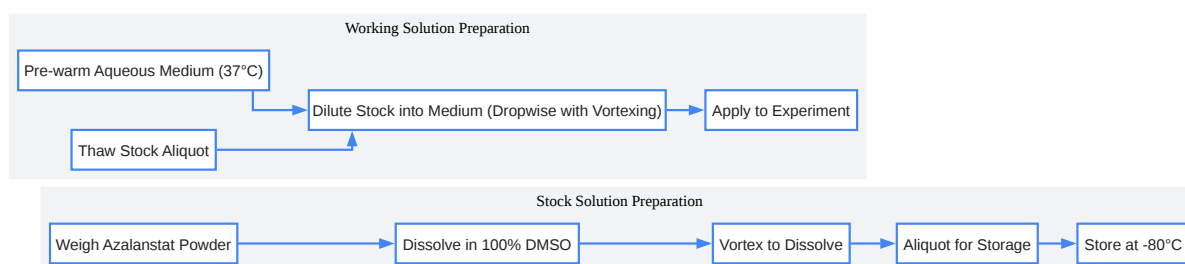 Working Solution Preparation
Pre-warm Aqueous Medium (37°C)
Dilute Stock into Medium (Dropwise with Vortexing)
Apply to Experiment
Thaw Stock Aliquot
Stock Solution Preparation
Weigh Azalanstat Powder
Dissolve in 100% DMSO
Vortex to Dissolve
Aliquot for Storage
Store at -80°C